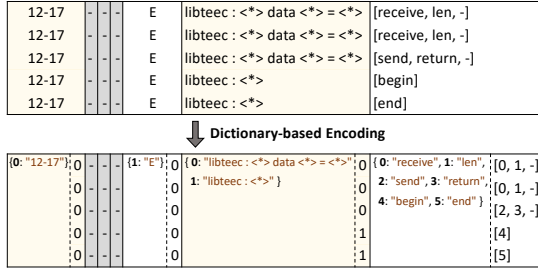 12-17 - - - E libteec : <*> data <*> = <*> [receive, len, -]
12-17 - - - E libteec : <*> data <*> = <*> [receive, len, -]
12-17 - - - E libteec : <*> data <*> = <*> [send, return, -]
12-17 - - - E libteec : <*> [begin]
12-17 - - - E libteec : <*> [end]
Dictionary-based Encoding
{0: "12-17"} 0 - - - {1: "E"} 0 { 0: "libteec : <*> data <*> = <*>" 0 { 0: "receive", 1: "len", [0, 1, -]
0 - - - 0 1: "libteec : <*>" } 0 2: "send", 3: "return", [0, 1, -]
0 - - - 0 0 4: "begin", 5: "end" } [2, 3, -]
0 - - - 0 1 [4]
0 - - - 0 1 [5]